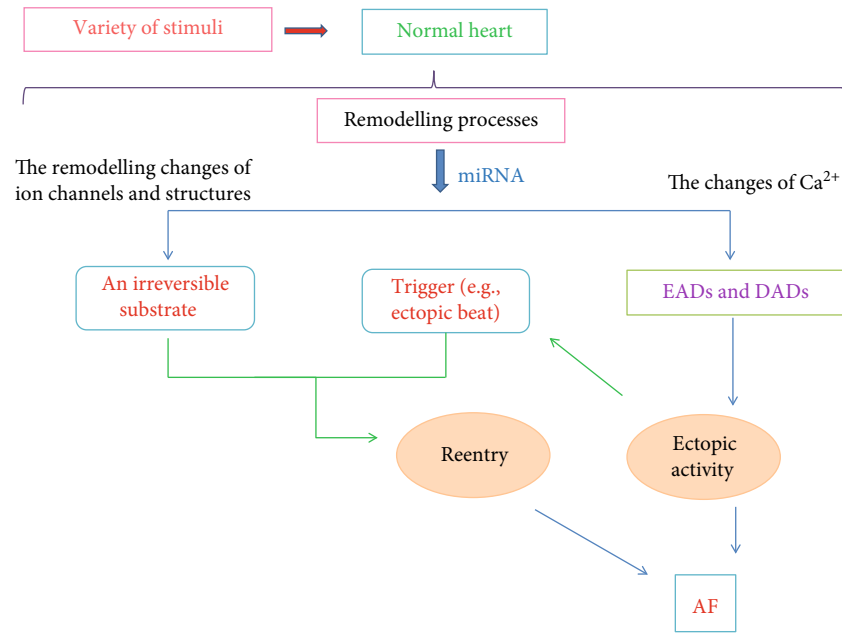 Variety of stimuli
Normal heart
Remodelling processes
The remodelling changes of
ion channels and structures
miRNA
The changes of Ca²⁺
An irreversible
substrate
Trigger (e.g.,
ectopic beat)
EADs and DADs
Reentry
Ectopic
activity
AF